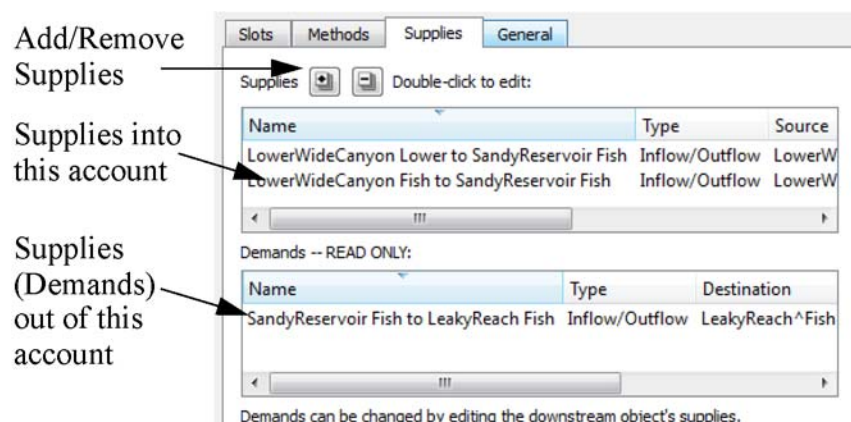 Add/Remove
Supplies
Supplies into
this account
Supplies
(Demands)
out of this
account
Slots Methods Supplies General
Supplies Double-click to edit:
Name Type Source
LowerWideCanyon Lower to SandyReservoir Fish Inflow/Outflow LowerW
LowerWideCanyon Fish to SandyReservoir Fish Inflow/Outflow LowerW
Demands -- READ ONLY:
Name Type Destination
SandyReservoir Fish to LeakyReach Fish Inflow/Outflow LeakyReach^Fish
Demands can be changed by editing the downstream object's supplies.